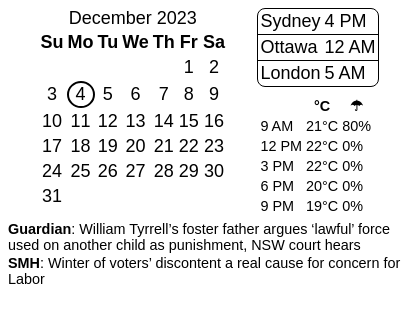 December 2023
Su Mo Tu We Th Fr Sa
1 2
3 4 5 6 7 8 9
10 11 12 13 14 15 16
17 18 19 20 21 22 23
24 25 26 27 28 29 30
31
Sydney 4 PM
Ottawa 12 AM
London 5 AM
°C ☂
9 AM 21°C 80%
12 PM 22°C 0%
3 PM 22°C 0%
6 PM 20°C 0%
9 PM 19°C 0%
Guardian: William Tyrrell’s foster father argues ‘lawful’ force
used on another child as punishment, NSW court hears
SMH: Winter of voters’ discontent a real cause for concern for
Labor